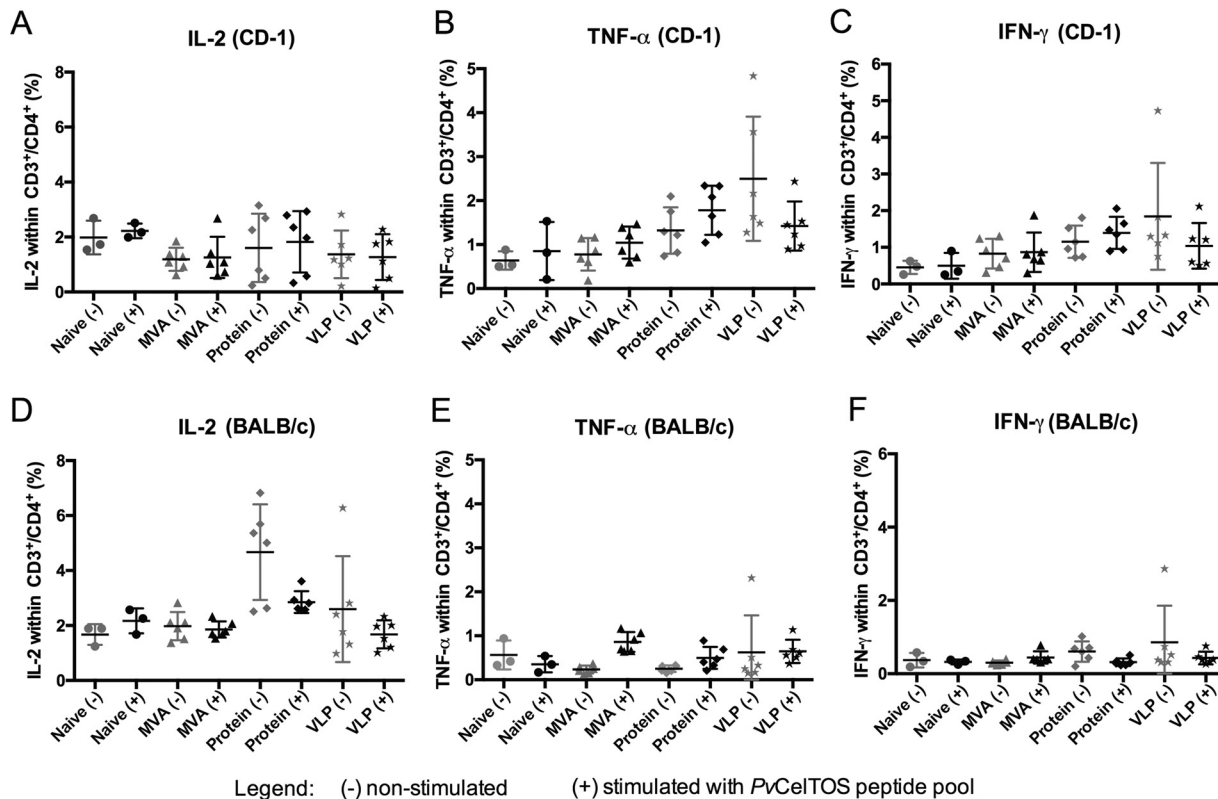 A
IL-2 (CD-1)
IL-2 within CD3⁺/CD4⁺ (%)
8
6
4
2
0
Naive (-)
Naive (+)
MVA (-)
MVA (+)
Protein (-)
Protein (+)
VLP (-)
VLP (+)
B
TNF-α (CD-1)
TNF-α within CD3⁺/CD4⁺ (%)
5
4
3
2
1
0
Naive (-)
Naive (+)
MVA (-)
MVA (+)
Protein (-)
Protein (+)
VLP (-)
VLP (+)
C
IFN-γ (CD-1)
IFN-γ within CD3⁺/CD4⁺ (%)
6
5
4
3
2
1
0
Naive (-)
Naive (+)
MVA (-)
MVA (+)
Protein (-)
Protein (+)
VLP (-)
VLP (+)
D
IL-2 (BALB/c)
IL-2 within CD3⁺/CD4⁺ (%)
8
6
4
2
0
Naive (-)
Naive (+)
MVA (-)
MVA (+)
Protein (-)
Protein (+)
VLP (-)
VLP (+)
E
TNF-α (BALB/c)
TNF-α within CD3⁺/CD4⁺ (%)
5
4
3
2
1
0
Naive (-)
Naive (+)
MVA (-)
MVA (+)
Protein (-)
Protein (+)
VLP (-)
VLP (+)
F
IFN-γ (BALB/c)
IFN-γ within CD3⁺/CD4⁺ (%)
6
4
2
0
Naive (-)
Naive (+)
MVA (-)
MVA (+)
Protein (-)
Protein (+)
VLP (-)
VLP (+)
Legend: (-) non-stimulated (+) stimulated with PvCelTOS peptide pool